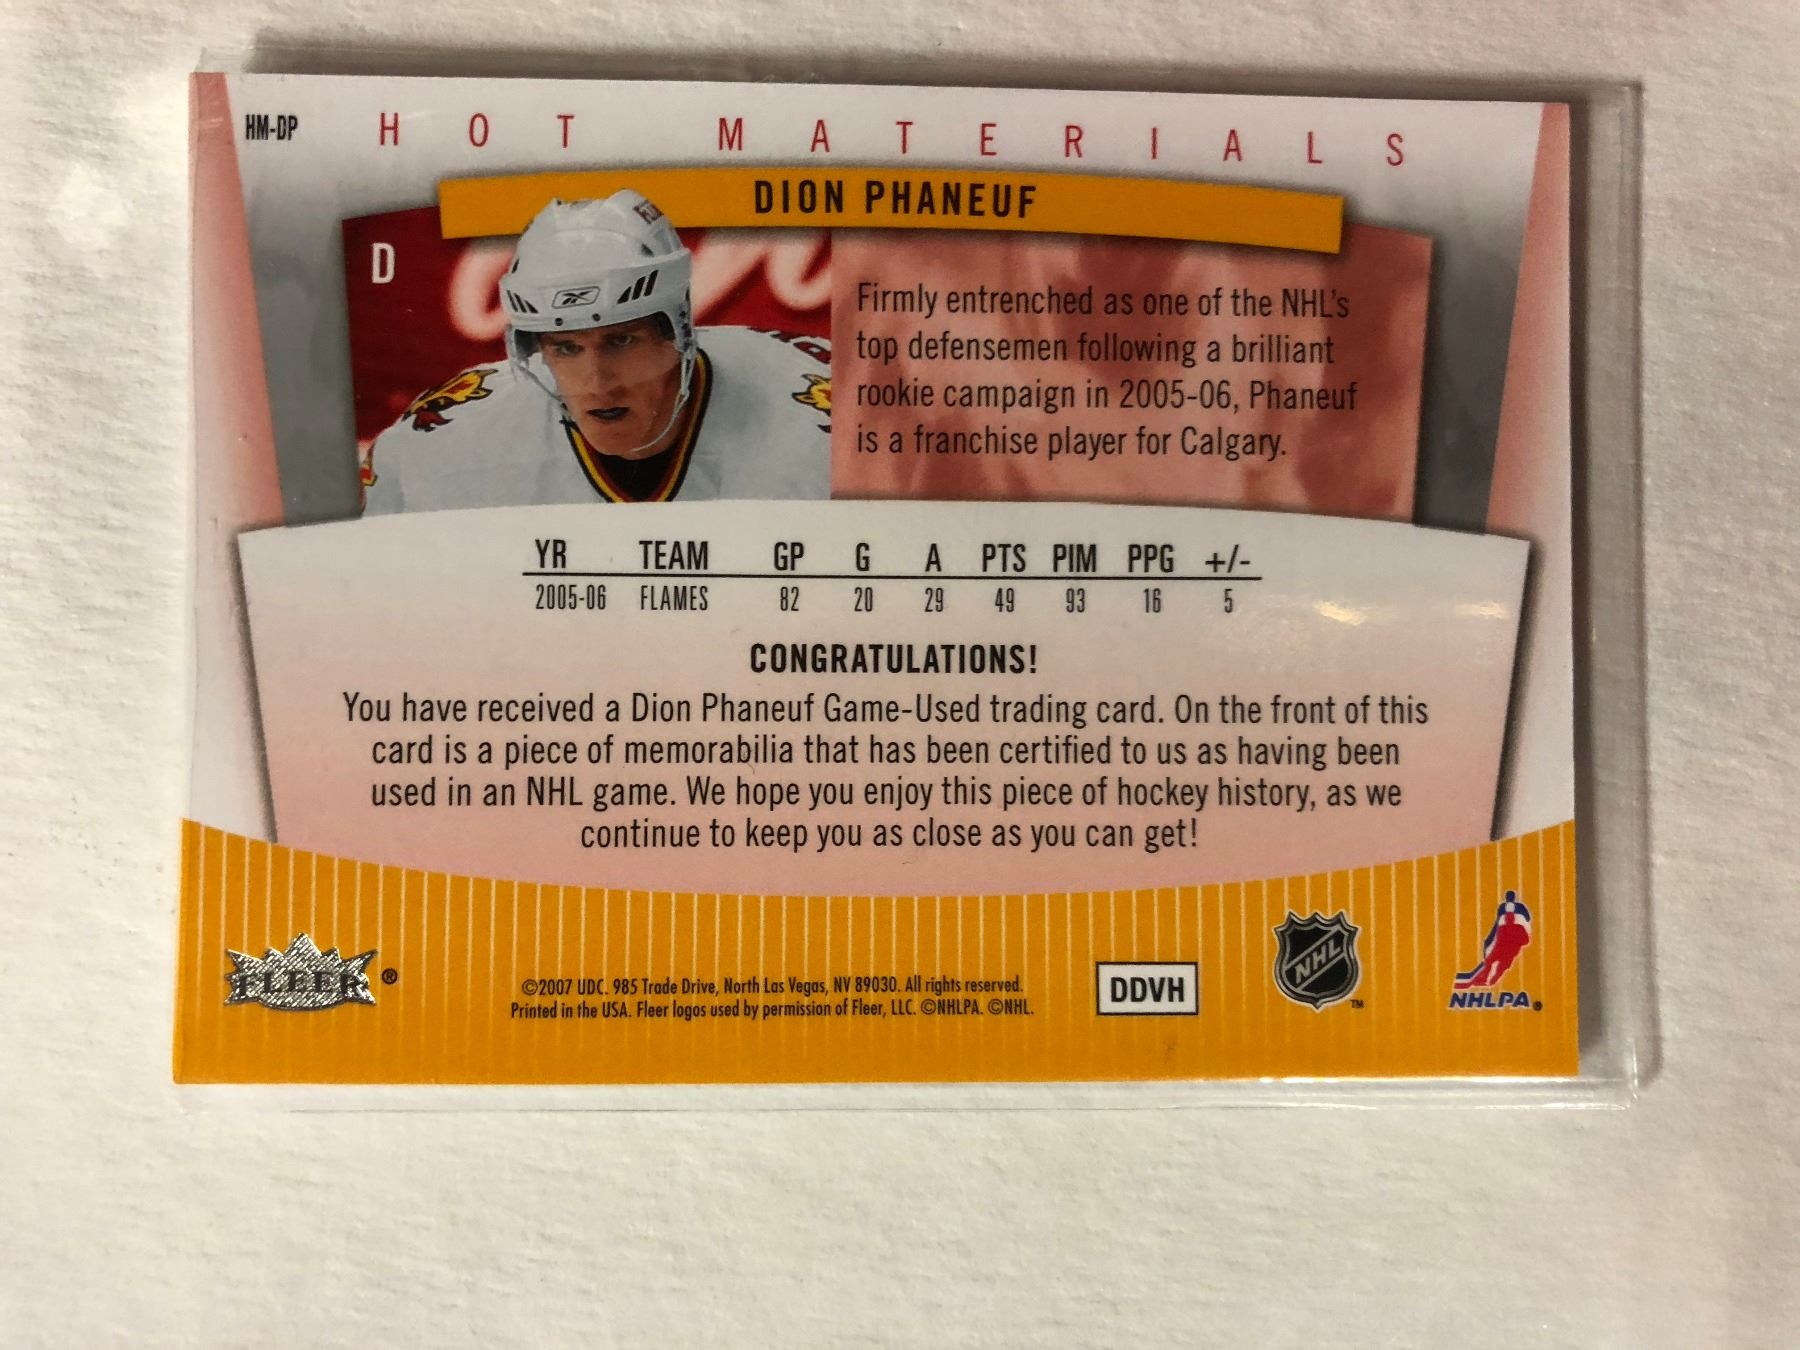 HM-DP
HOT MATERIALS
DION PHANEUF
D
Firmly entrenched as one of the NHL's
top defensemen following a brilliant
rookie campaign in 2005-06, Phaneuf
is a franchise player for Calgary.
YR TEAM GP G A PTS PIM PPG +/-
2005-06 FLAMES 82 20 29 49 93 16 5
CONGRATULATIONS!
You have received a Dion Phaneuf Game-Used trading card. On the front of this
card is a piece of memorabilia that has been certified to us as having been
used in an NHL game. We hope you enjoy this piece of hockey history, as we
continue to keep you as close as you can get!
FLEER®
©2007 UDC. 985 Trade Drive, North Las Vegas, NV 89030. All rights reserved.
Printed in the USA. Fleer logos used by permission of Fleer, LLC. ©NHLPA. ©NHL.
DDVH
NHL™
NHLPA®